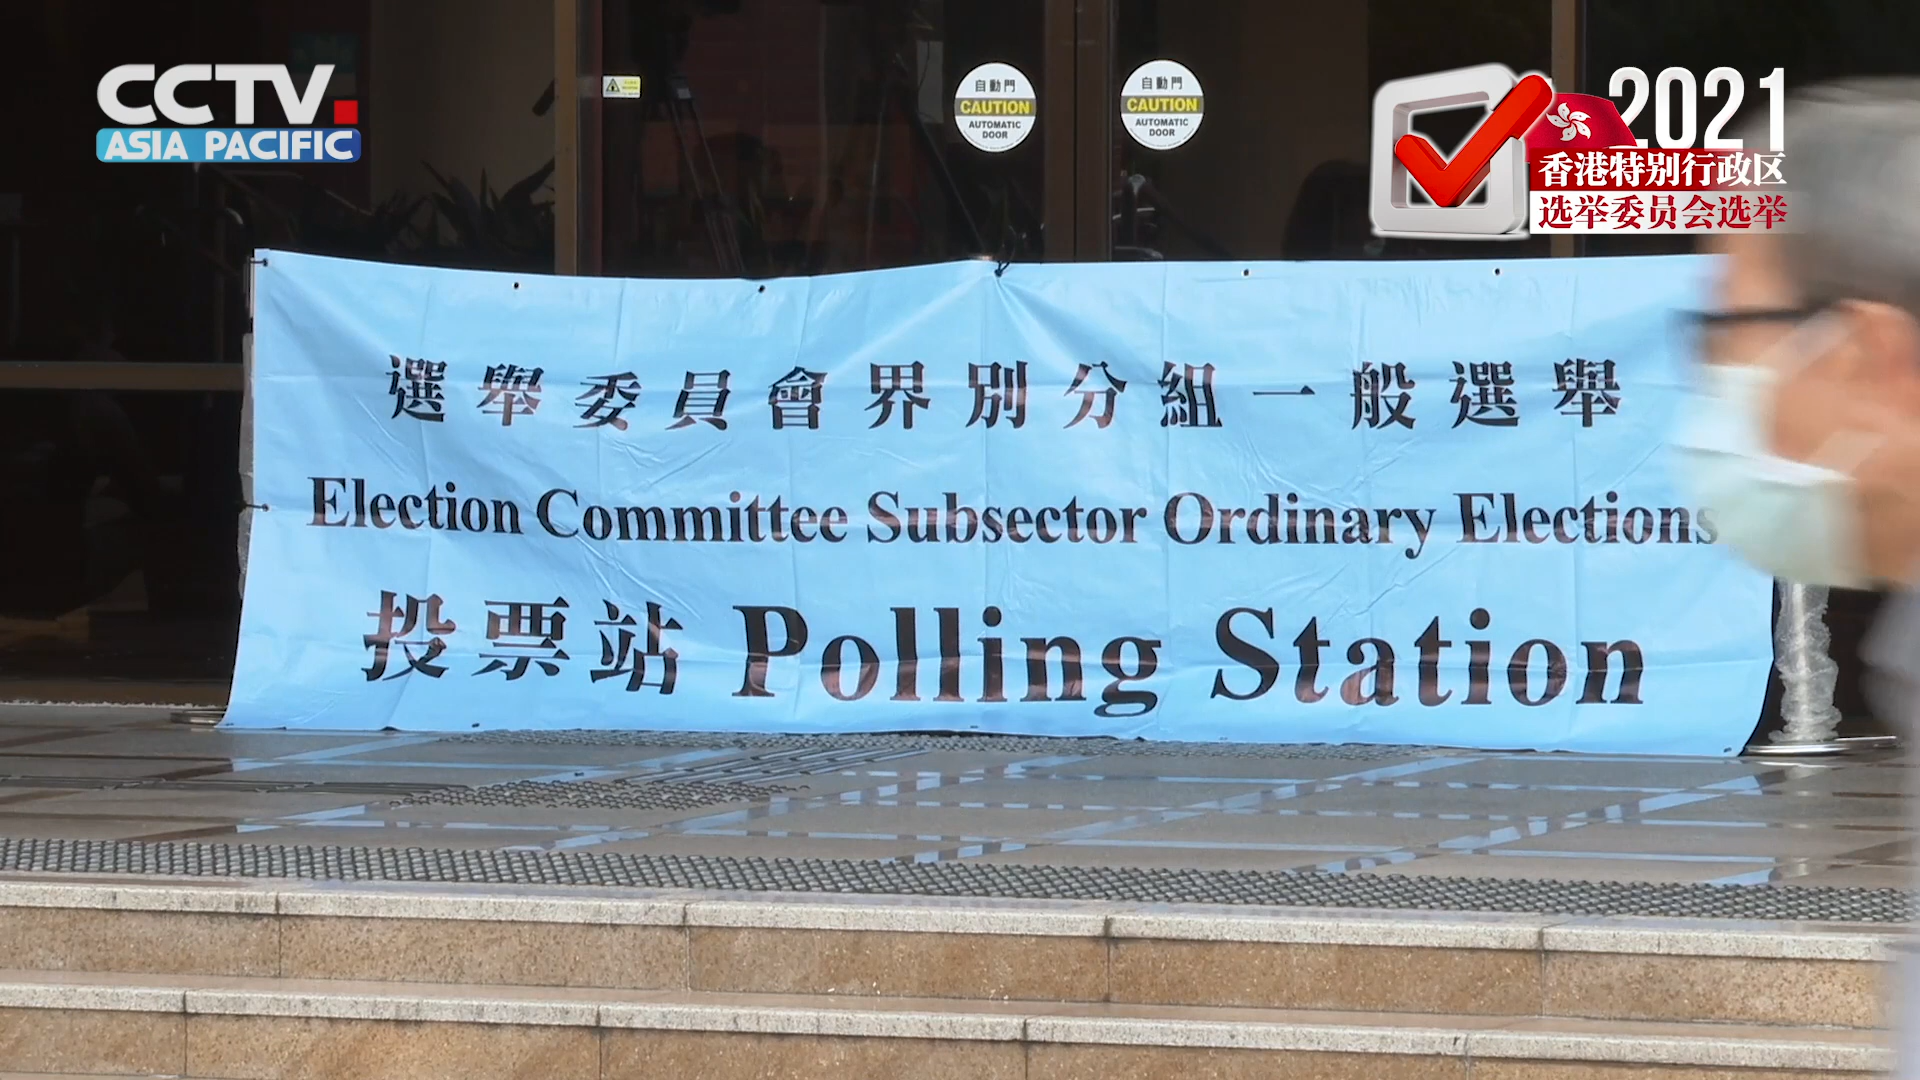 CCTV
ASIA PACIFIC
自動門
CAUTION
AUTOMATIC
DOOR
自動門
CAUTION
AUTOMATIC
DOOR
2021
香港特别行政区
选举委员会选举
選舉委員會界別分組一般選舉
Election Committee Subsector Ordinary Elections
投票站 Polling Station